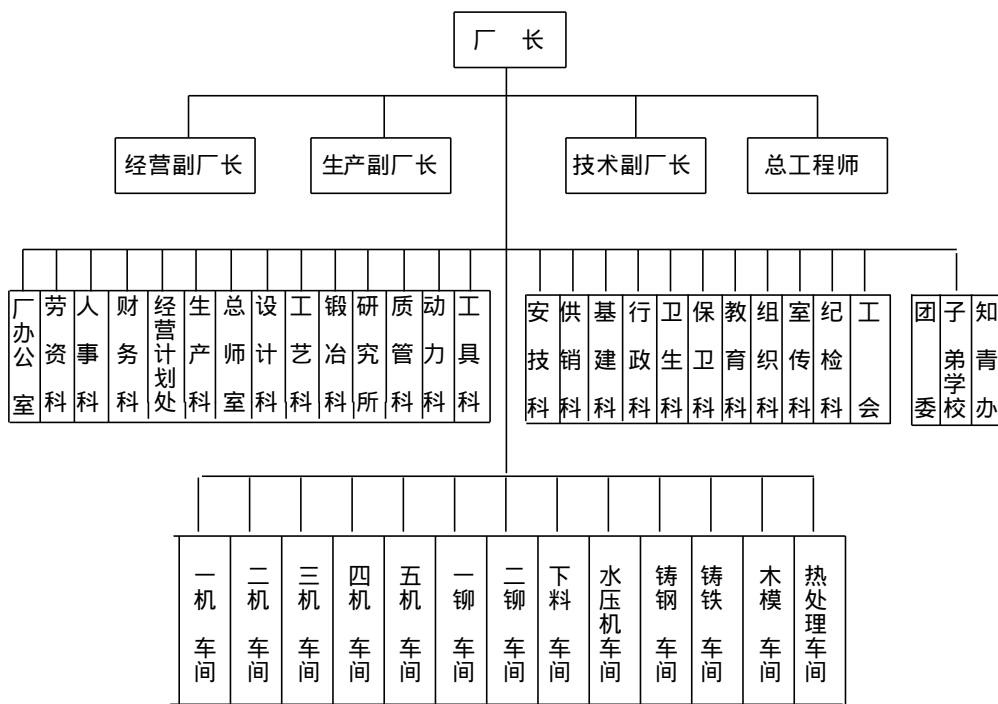 厂 长
经营副厂长
生产副厂长
技术副厂长
总工程师
厂办公室
劳资科
人事科
财务科
经营计划处
生产科
总师室
设计科
工艺科
锻冶科
研究所
质管科
动力科
工具科
安技科
供销科
基建科
行政科
卫生科
保卫科
教育科
组织科
室传科
纪检科
工会
团委
子弟学校
知青办
一机车间
二机车间
三机车间
四机车间
五机车间
一铆车间
二铆车间
下料车间
水压机车间
铸钢车间
铸铁车间
木模车间
热处理车间